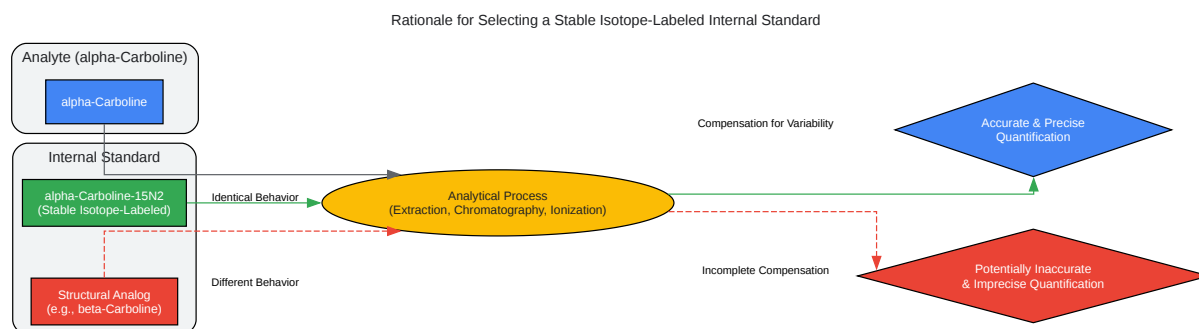 Rationale for Selecting a Stable Isotope-Labeled Internal Standard
Analyte (alpha-Carboline)
alpha-Carboline
Internal Standard
alpha-Carboline-15N2
(Stable Isotope-Labeled)
Structural Analog
(e.g., beta-Carboline)
Identical Behavior
Different Behavior
Analytical Process
(Extraction, Chromatography, Ionization)
Compensation for Variability
Incomplete Compensation
Accurate & Precise
Quantification
Potentially Inaccurate
& Imprecise Quantification